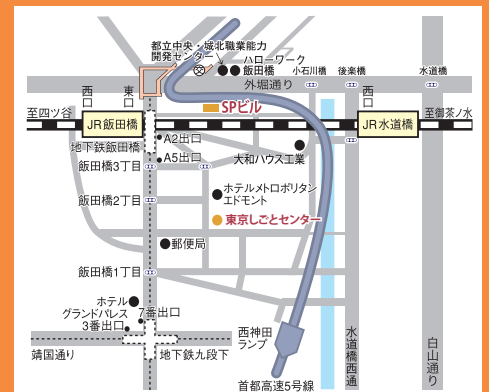 都立中央・城北職業能力
開発センター
ハローワーク
飯田橋
小石川橋
後楽橋
水道橋
外堀通り
西口
東口
西口
SPビル
至四ツ谷
至御茶ノ水
JR飯田橋
JR水道橋
地下鉄飯田橋
A2出口
A5出口
大和ハウス工業
飯田橋3丁目
ホテルメトロポリタン
エドモント
飯田橋2丁目
東京しごとセンター
郵便局
飯田橋1丁目
ホテル
グランドパレス
7番出口
3番出口
西神田
ランプ
水道橋西通
白山通り
靖国通り
地下鉄九段下
首都高速5号線